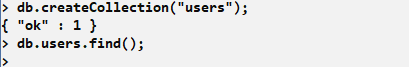 > db.createCollection("users");
{ "ok" : 1 }
> db.users.find();
>